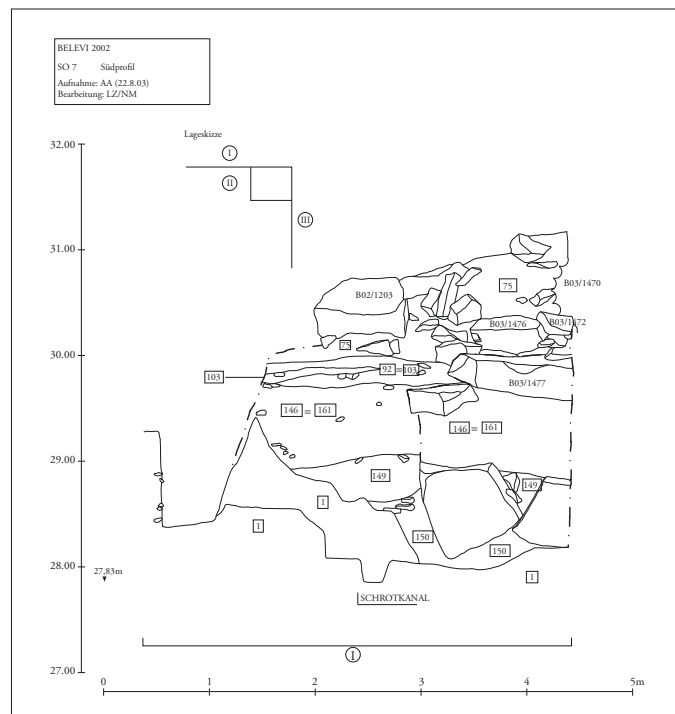 BELEVI 2002
SO 7 Südprofil
Aufnahme: AA (22.8.03)
Bearbeitung: LZ/NM
Lageskizze
I
II
III
32.00
31.00
30.00
29.00
28.00
27.00
27,83m
75
B03/1470
B02/1203
B03/1476
B03/1472
75
92 = 103
103
B03/1477
146 = 161
146 = 161
149
149
1
1
150
150
1
SCHROTKANAL
I
0 1 2 3 4 5m